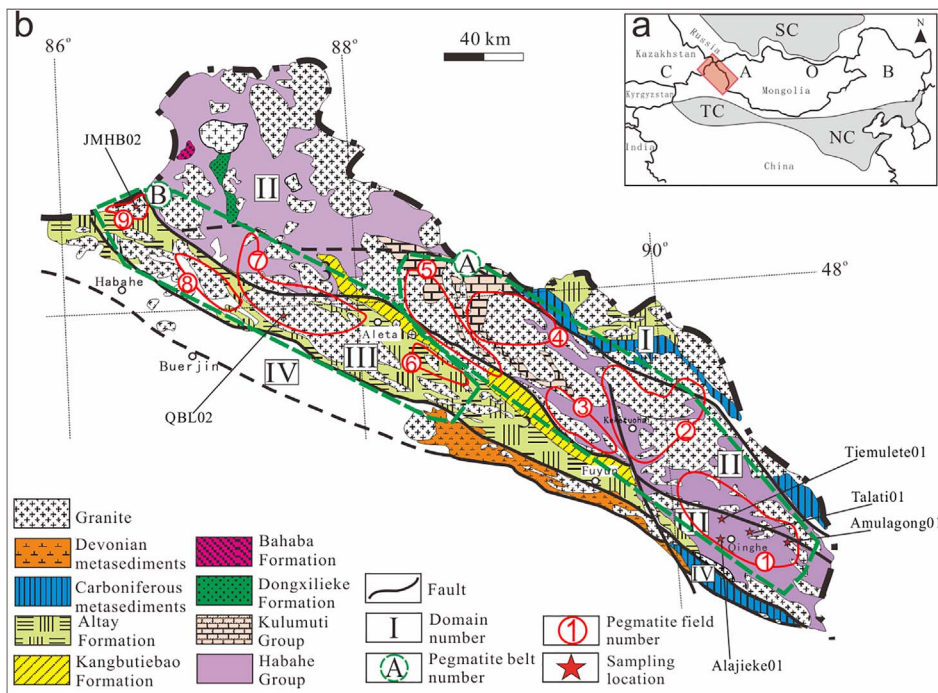 b
86°
88°
40 km
a
N
Russia
SC
Kazakhstan
C
A
O
B
Mongolia
Kyrgyzstan
TC
NC
India
China
JMHB02
B
II
90
48°
9
7
5
A
Habahe
8
4
I
Aletai
III
6
Buerjin
IV
3
2
QBL02
II
Tiemulete01
Fuyun
Talati01
III
Amulagong01
Qinghe
1
IV
Alajieke01
Granite
Devonian
metasediments
Carboniferous
metasediments
Altay
Formation
Kangbutiebao
Formation
Bahaba
Formation
Dongxilieke
Formation
Kulumuti
Group
Habahe
Group
Fault
I
Domain
number
A
Pegmatite belt
number
1
Pegmatite field
number
Sampling
location